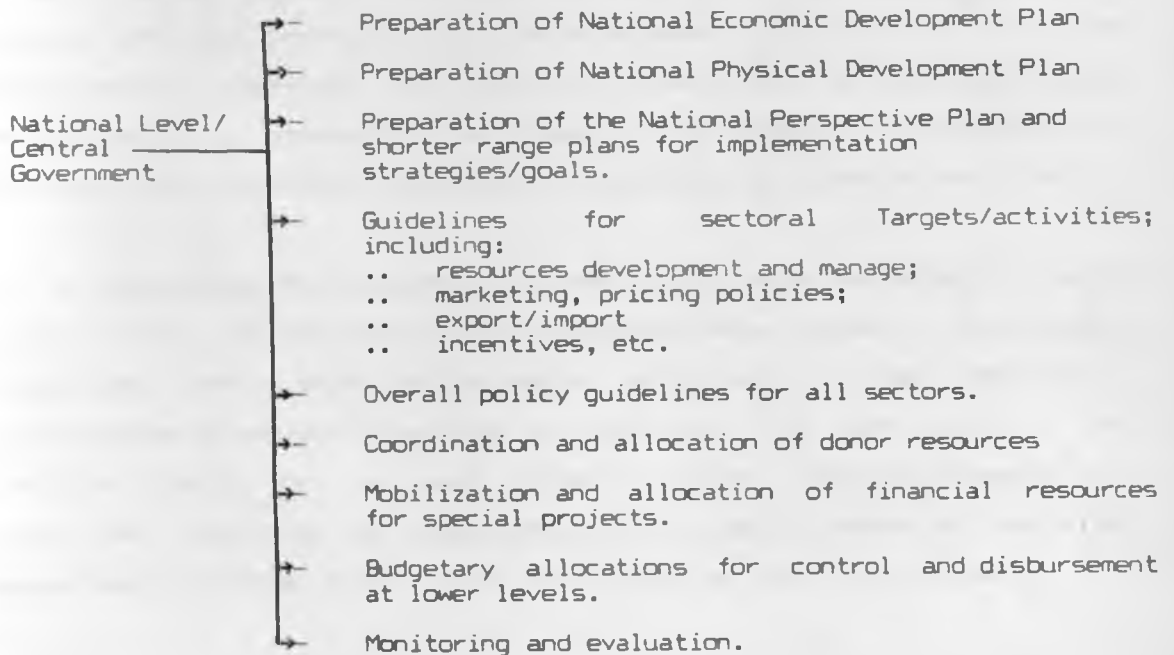 Preparation of National Economic Development Plan
Preparation of National Physical Development Plan
National Level/
Central
Government
Preparation of the National Perspective Plan and
shorter range plans for implementation
strategies/goals.
Guidelines for sectoral Targets/activities;
including:
.. resources development and manage;
.. marketing, pricing policies;
.. export/import
.. incentives, etc.
Overall policy guidelines for all sectors.
Coordination and allocation of donor resources
Mobilization and allocation of financial resources
for special projects.
Budgetary allocations for control and disbursement
at lower levels.
Monitoring and evaluation.